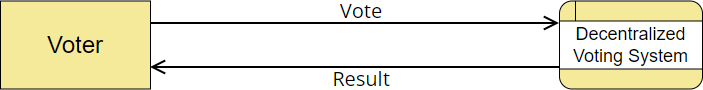 Vote
Voter
Decentralized
Voting System
Result